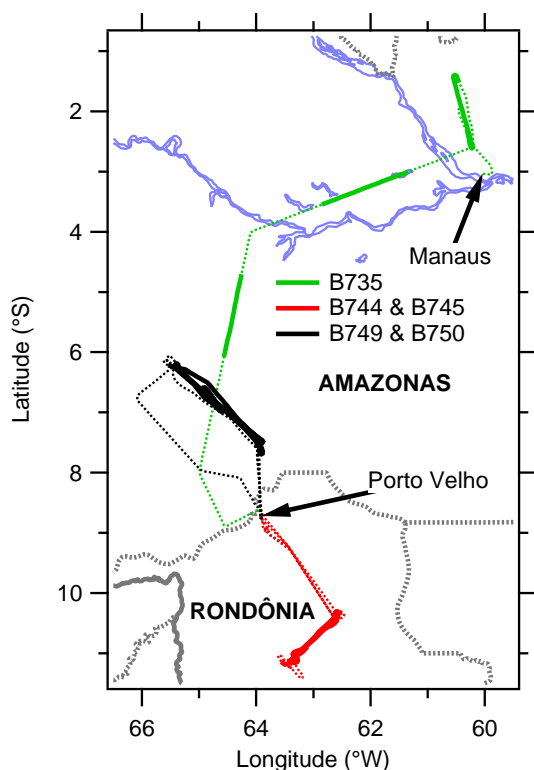 2
4
6
8
10
Latitude (°S)
Manaus
B735
B744 & B745
B749 & B750
AMAZONAS
Porto Velho
RONDÔNIA
66
64
62
60
Longitude (°W)